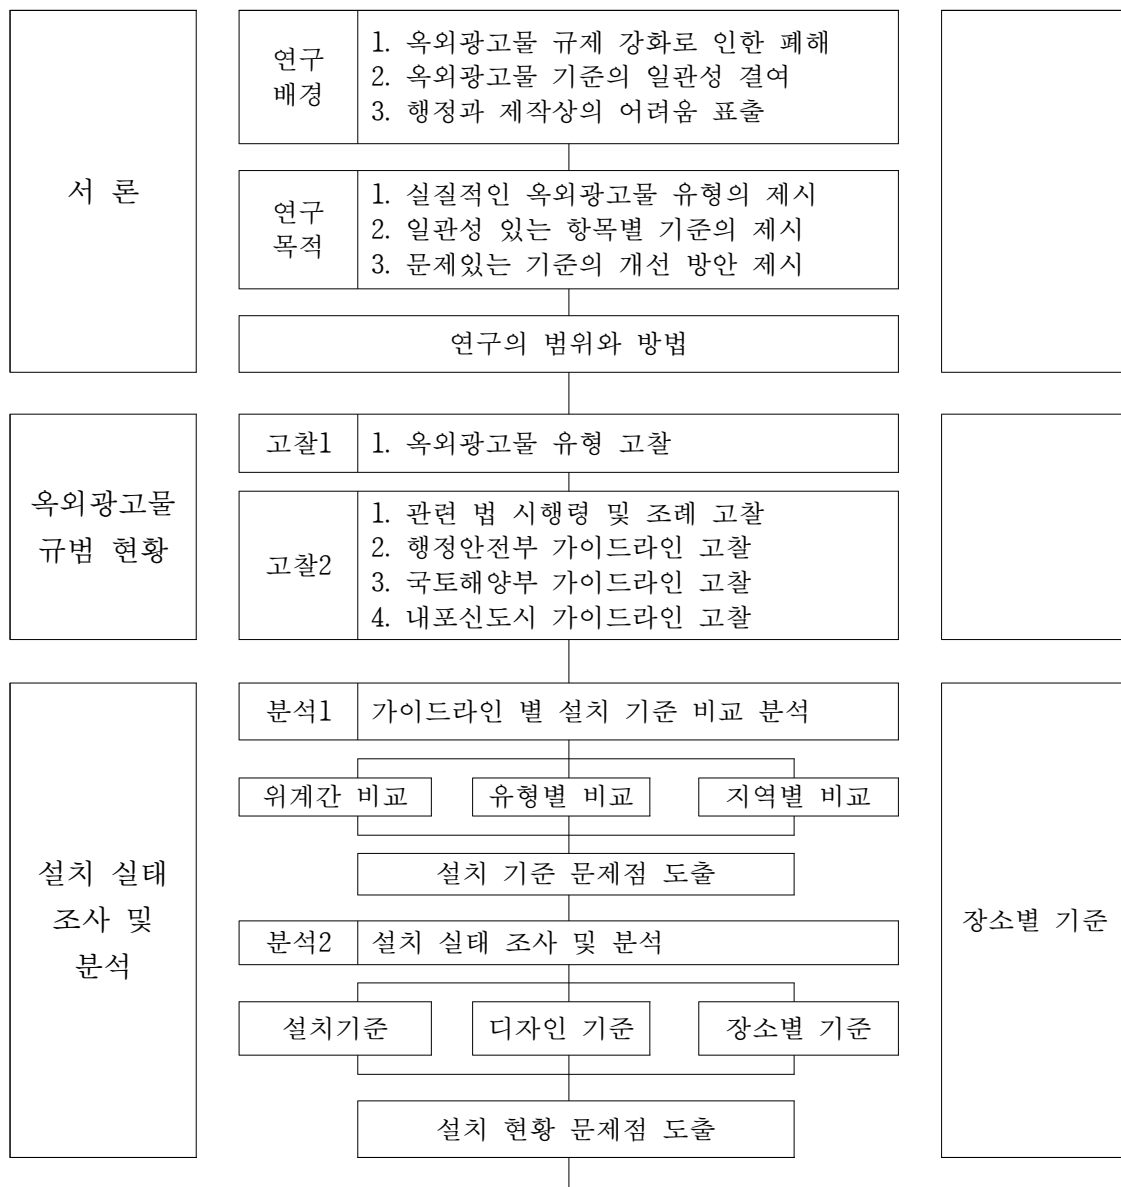 서 론
연구
배경
1. 옥외광고물 규제 강화로 인한 폐해
2. 옥외광고물 기준의 일관성 결여
3. 행정과 제작상의 어려움 표출
연구
목적
1. 실질적인 옥외광고물 유형의 제시
2. 일관성 있는 항목별 기준의 제시
3. 문제있는 기준의 개선 방안 제시
연구의 범위와 방법
옥외광고물
규범 현황
고찰1
1. 옥외광고물 유형 고찰
고찰2
1. 관련 법 시행령 및 조례 고찰
2. 행정안전부 가이드라인 고찰
3. 국토해양부 가이드라인 고찰
4. 내포신도시 가이드라인 고찰
설치 실태
조사 및
분석
분석1
가이드라인 별 설치 기준 비교 분석
위계간 비교
유형별 비교
지역별 비교
설치 기준 문제점 도출
분석2
설치 실태 조사 및 분석
설치기준
디자인 기준
장소별 기준
설치 현황 문제점 도출
장소별 기준